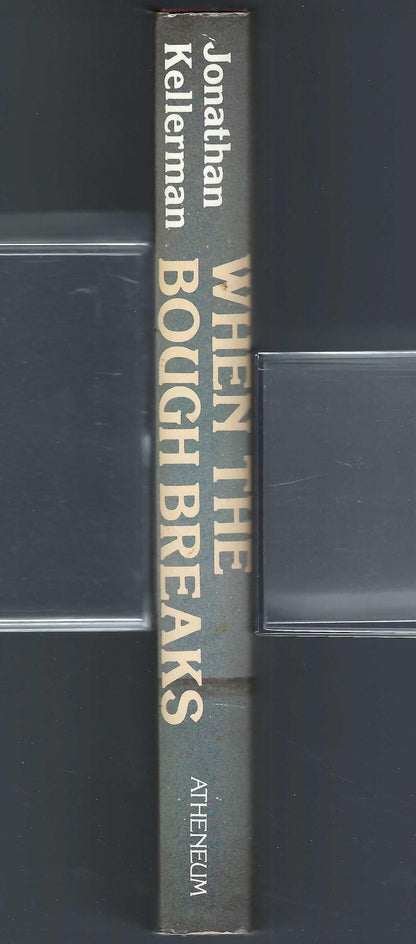 Jonathan
Kellerman
WHEN THE
BOUGH BREAKS
ATHENEUM